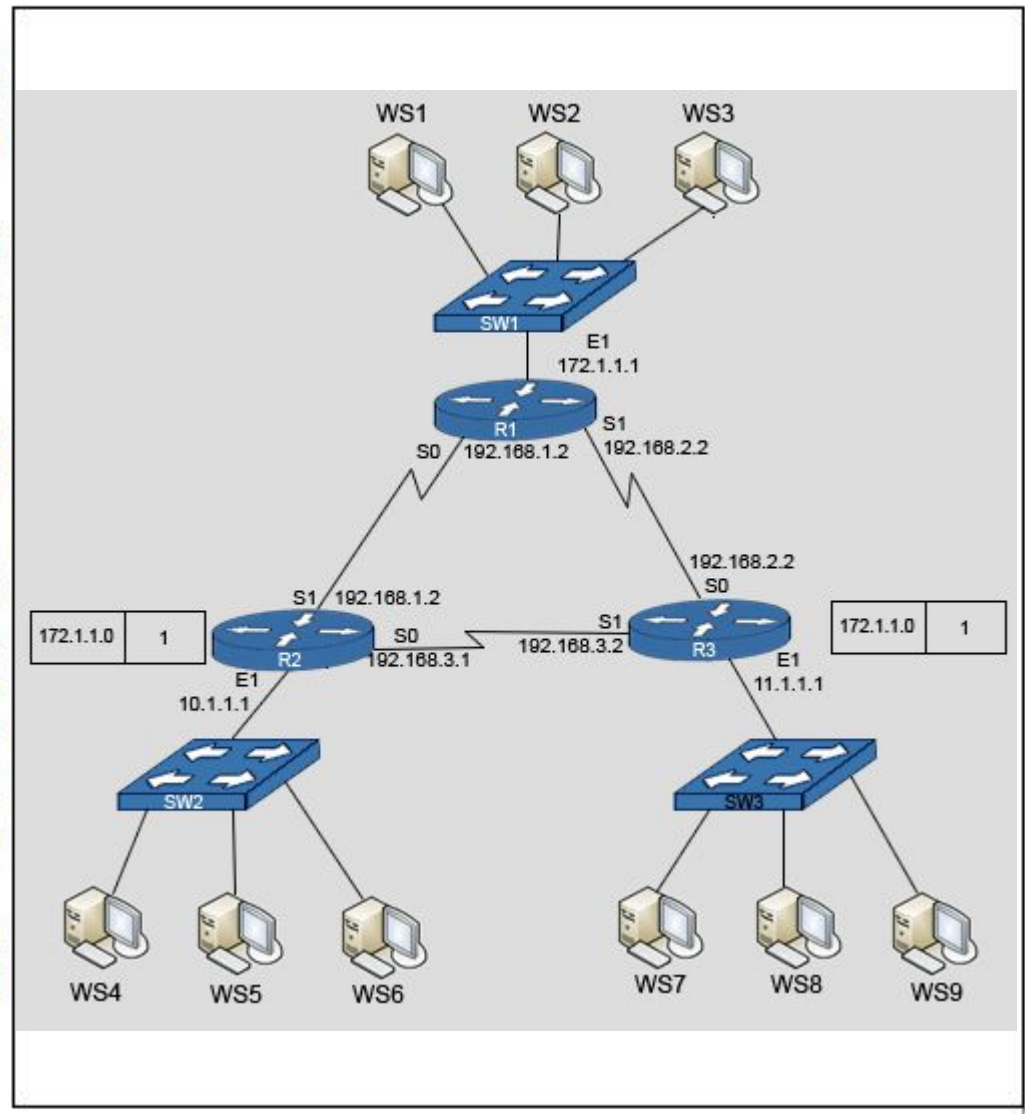 WS1 WS2 WS3
SW1
E1
172.1.1.1
R1
S1
S0 192.168.1.2 192.168.2.2
192.168.2.2
S0
S1 192.168.1.2
172.1.1.0 1
S0
S1
172.1.1.0 1
R2
192.168.3.1
192.168.3.2
R3
E1
10.1.1.1
E1
11.1.1.1
SW2
SW3
WS4 WS5 WS6
WS7 WS8 WS9